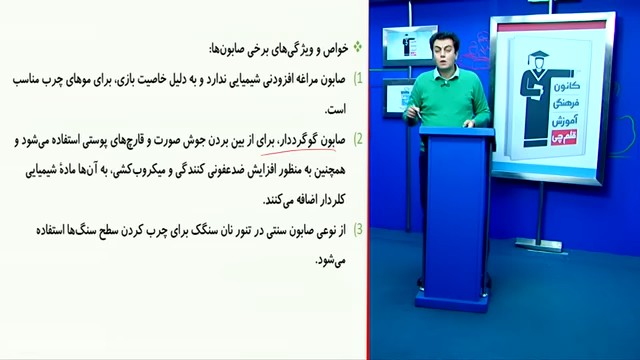 ❖ خواص و ویژگی‌های برخی صابون‌ها:
1) صابون مراغه افزودنی شیمیایی ندارد و به دلیل خاصیت بازی، برای موهای چرب مناسب
است.
2) صابون گوگرددار، برای از بین بردن جوش صورت و قارچ‌های پوستی استفاده می‌شود و
همچنین به منظور افزایش ضدعفونی کنندگی و میکروب‌کشی، به آن‌ها مادۀ شیمیایی
کلردار اضافه می‌کنند.
3) از نوعی صابون سنتی در تنور نان سنگک برای چرب کردن سطح سنگ‌ها استفاده
می‌شود.
کانون
فرهنگی
آموزش
قلم‌چی